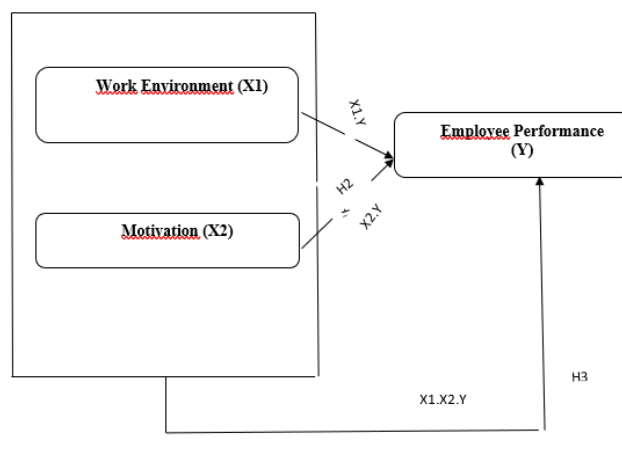 Work Environment (X1)
X1.Y
Employee Performance
(Y)
H2
X2.Y
Motivation (X2)
H3
X1.X2.Y